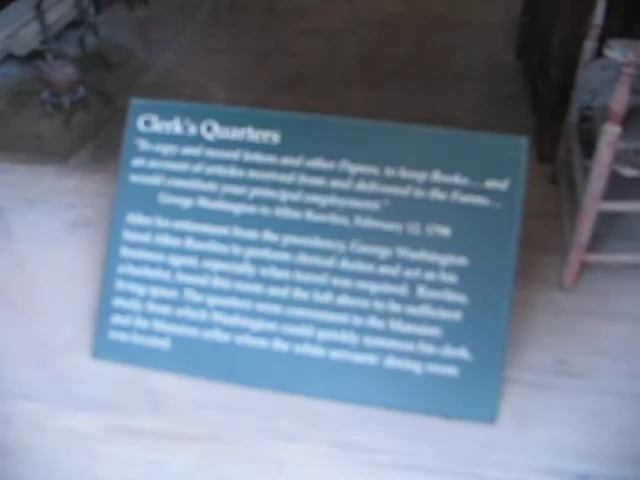 Clerk's Quarters
"To copy and record letters and other Papers, to keep Books... and
an account of articles received from and delivered to the Farms...
would constitute your principal employment."
George Washington to Albin Rawlins, February 12, 1798
After his retirement from the presidency, George Washington
hired Albin Rawlins to perform clerical duties and act as his
business agent, especially when travel was required. Rawlins,
a bachelor, found this room and the loft above to be sufficient
living space. The quarters were convenient to the Mansion
study, from which Washington could quickly summon his clerk,
and the Mansion cellar where the white servants' dining room
was located.